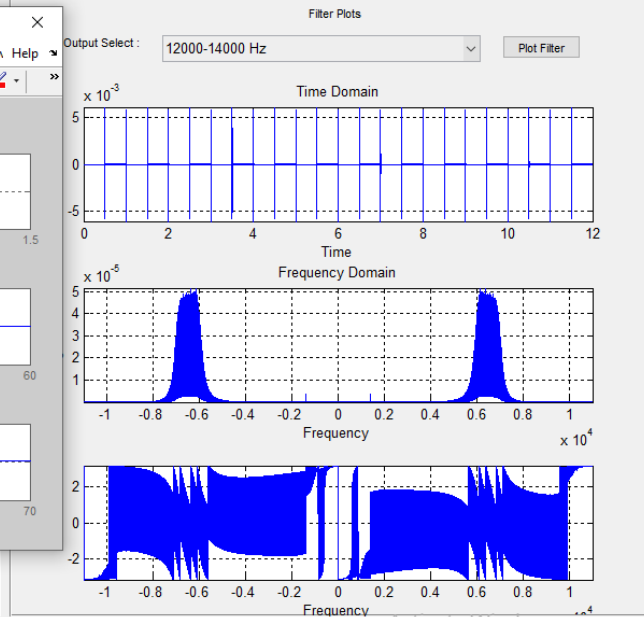 Filter Plots
Help
Output Select :
12000-14000 Hz
Plot Filter
Time Domain
x 10^-3
5
0
-5
0 2 4 6 8 10 12
Time
Frequency Domain
x 10^-5
5
4
3
2
1
-1 -0.8 -0.6 -0.4 -0.2 0 0.2 0.4 0.6 0.8 1
Frequency
x 10^4
2
0
-2
-1 -0.8 -0.6 -0.4 -0.2 0 0.2 0.4 0.6 0.8 1
Frequency
1.5
60
70